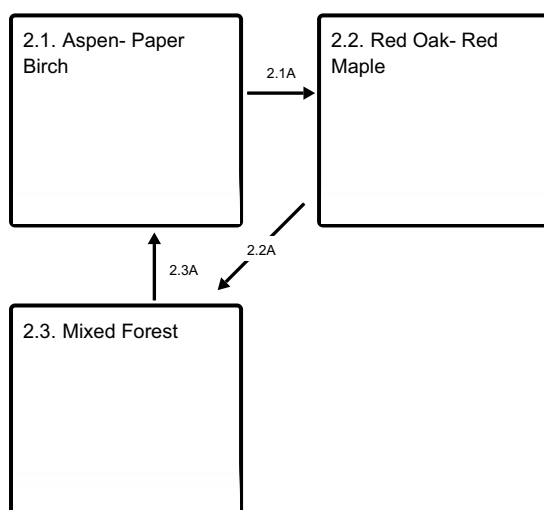 2.1. Aspen- Paper
Birch
2.1A
2.2. Red Oak- Red
Maple
2.2A
2.3A
2.3. Mixed Forest